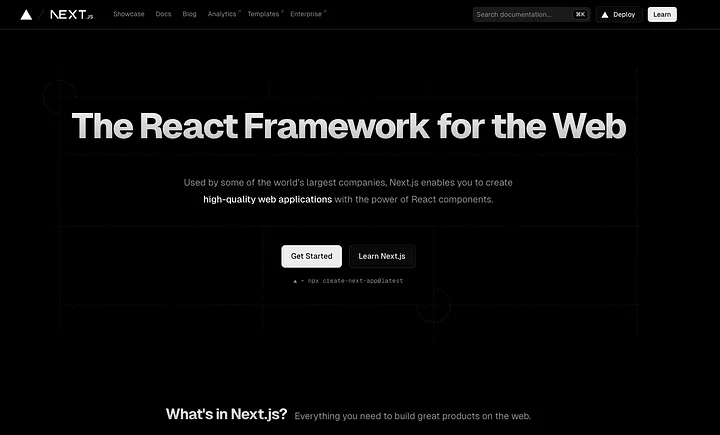 NEXT.JS Showcase Docs Blog Analytics Templates Enterprise Search documentation... ⌘K Deploy Learn
The React Framework for the Web
Used by some of the world's largest companies, Next.js enables you to create
high-quality web applications with the power of React components.
Get Started Learn Next.js
▲ ~ npx create-next-app@latest
What's in Next.js? Everything you need to build great products on the web.